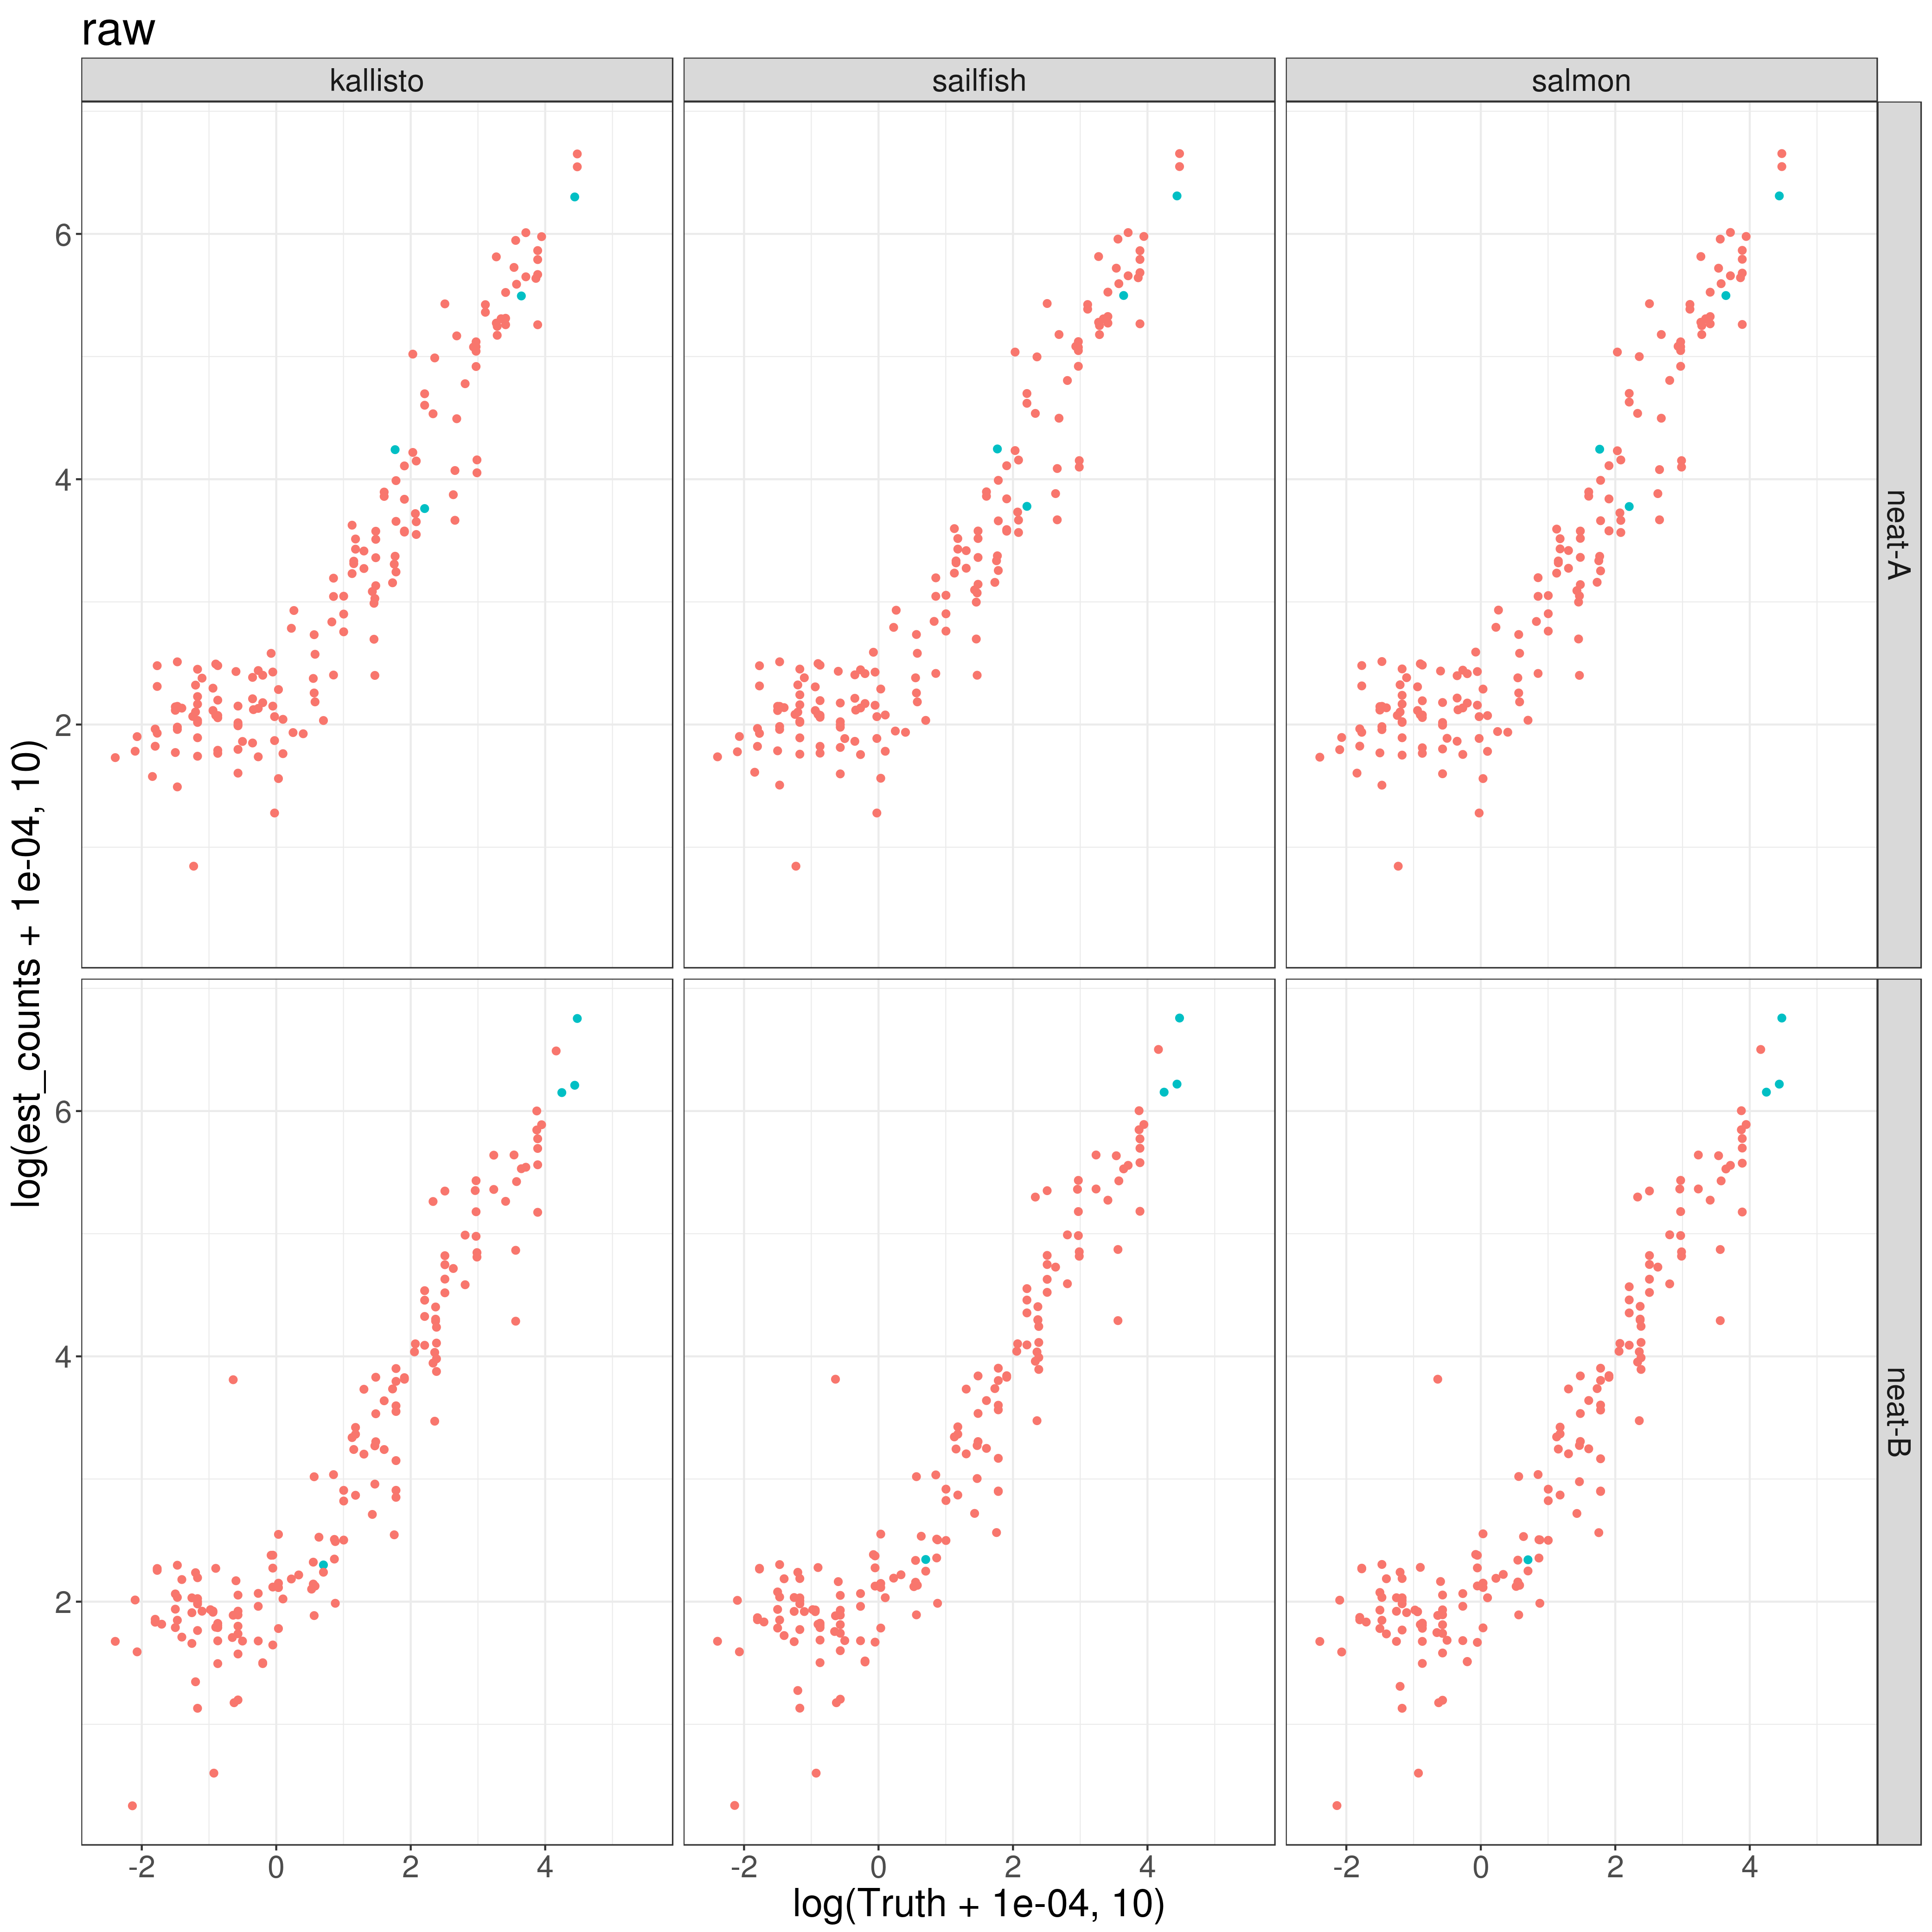 raw
kallisto sailfish salmon
6
4
2
neat-A
log(est_counts + 1e-04, 10)
6
4
2
neat-B
-2 0 2 4 -2 0 2 4 -2 0 2 4
log(Truth + 1e-04, 10)